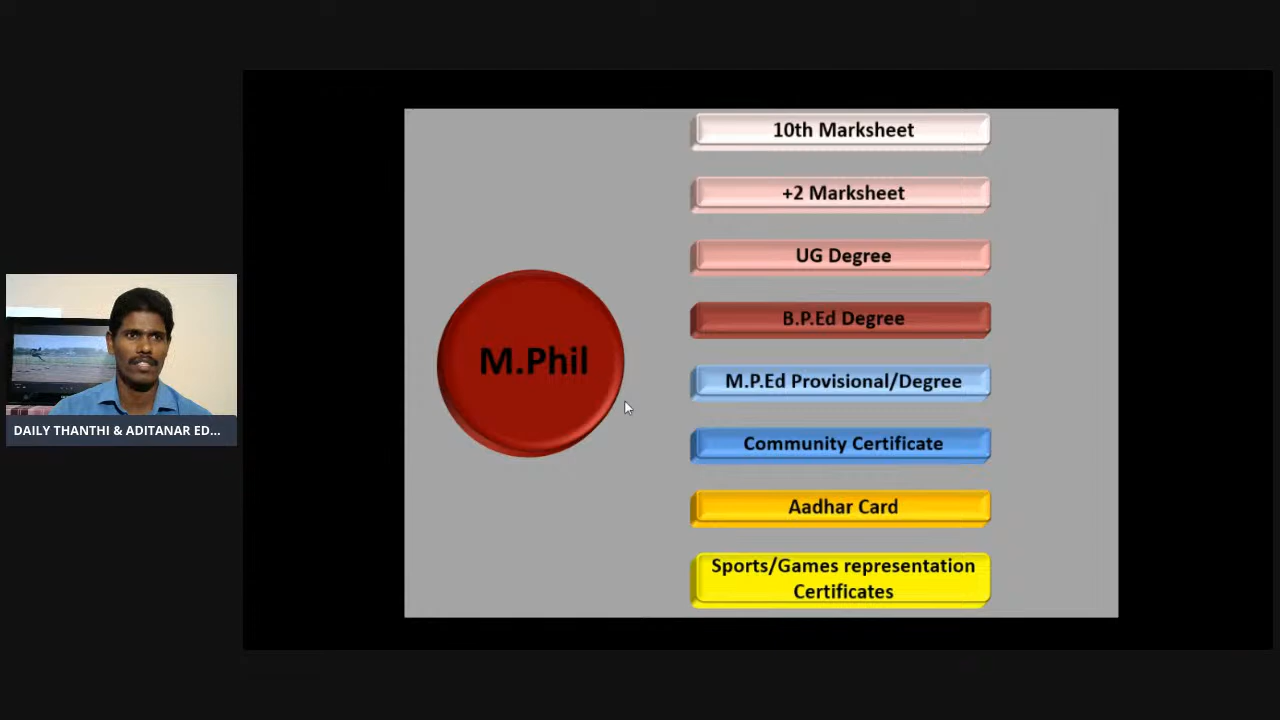 10th Marksheet
+2 Marksheet
UG Degree
B.P.Ed Degree
M.Phil
M.P.Ed Provisional/Degree
Community Certificate
Aadhar Card
Sports/Games representation
Certificates
DAILY THANTHI & ADITANAR ED...